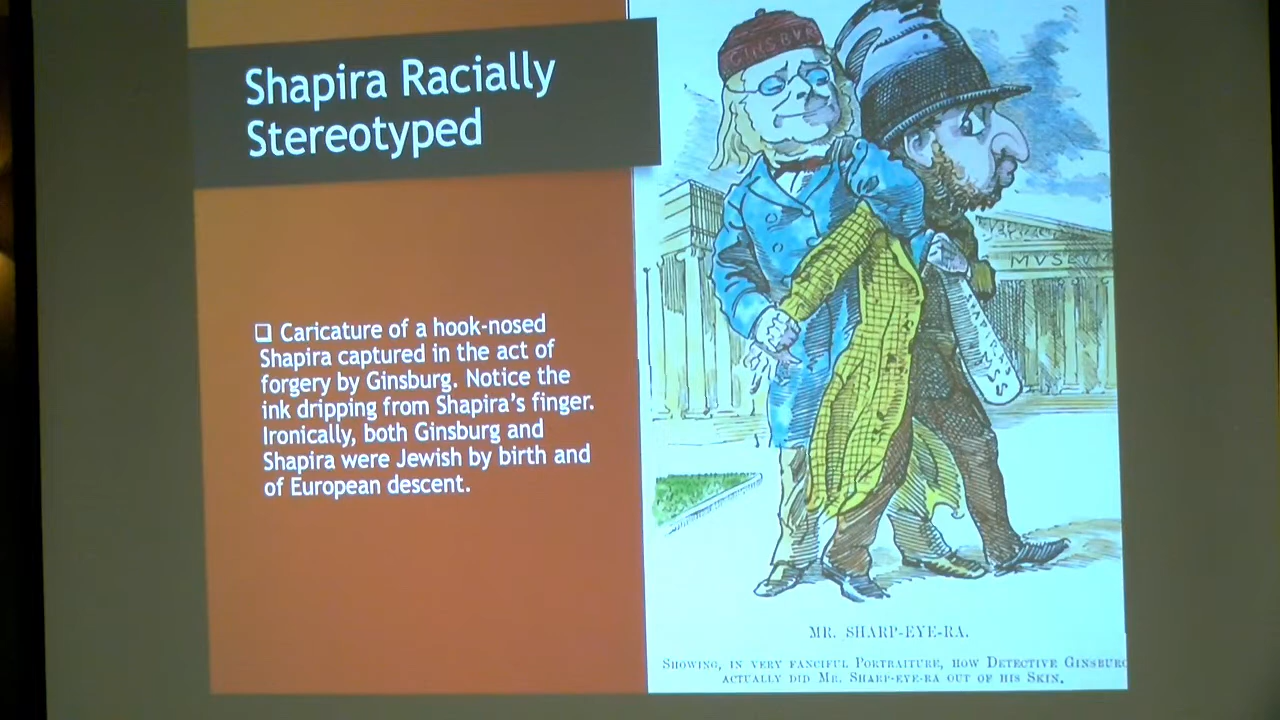 Shapira Racially
Stereotyped
❑ Caricature of a hook-nosed
Shapira captured in the act of
forgery by Ginsburg. Notice the
ink dripping from Shapira's finger.
Ironically, both Ginsburg and
Shapira were Jewish by birth and
of European descent.
GINSBUR
MUSEUM
MR. SHARP-EYE-RA.
SHOWING, IN VERY FANCIFUL PORTRAITURE, HOW DETECTIVE GINSBURG
ACTUALLY DID MR. SHARP-EYE-RA OUT OF HIS SKIN.